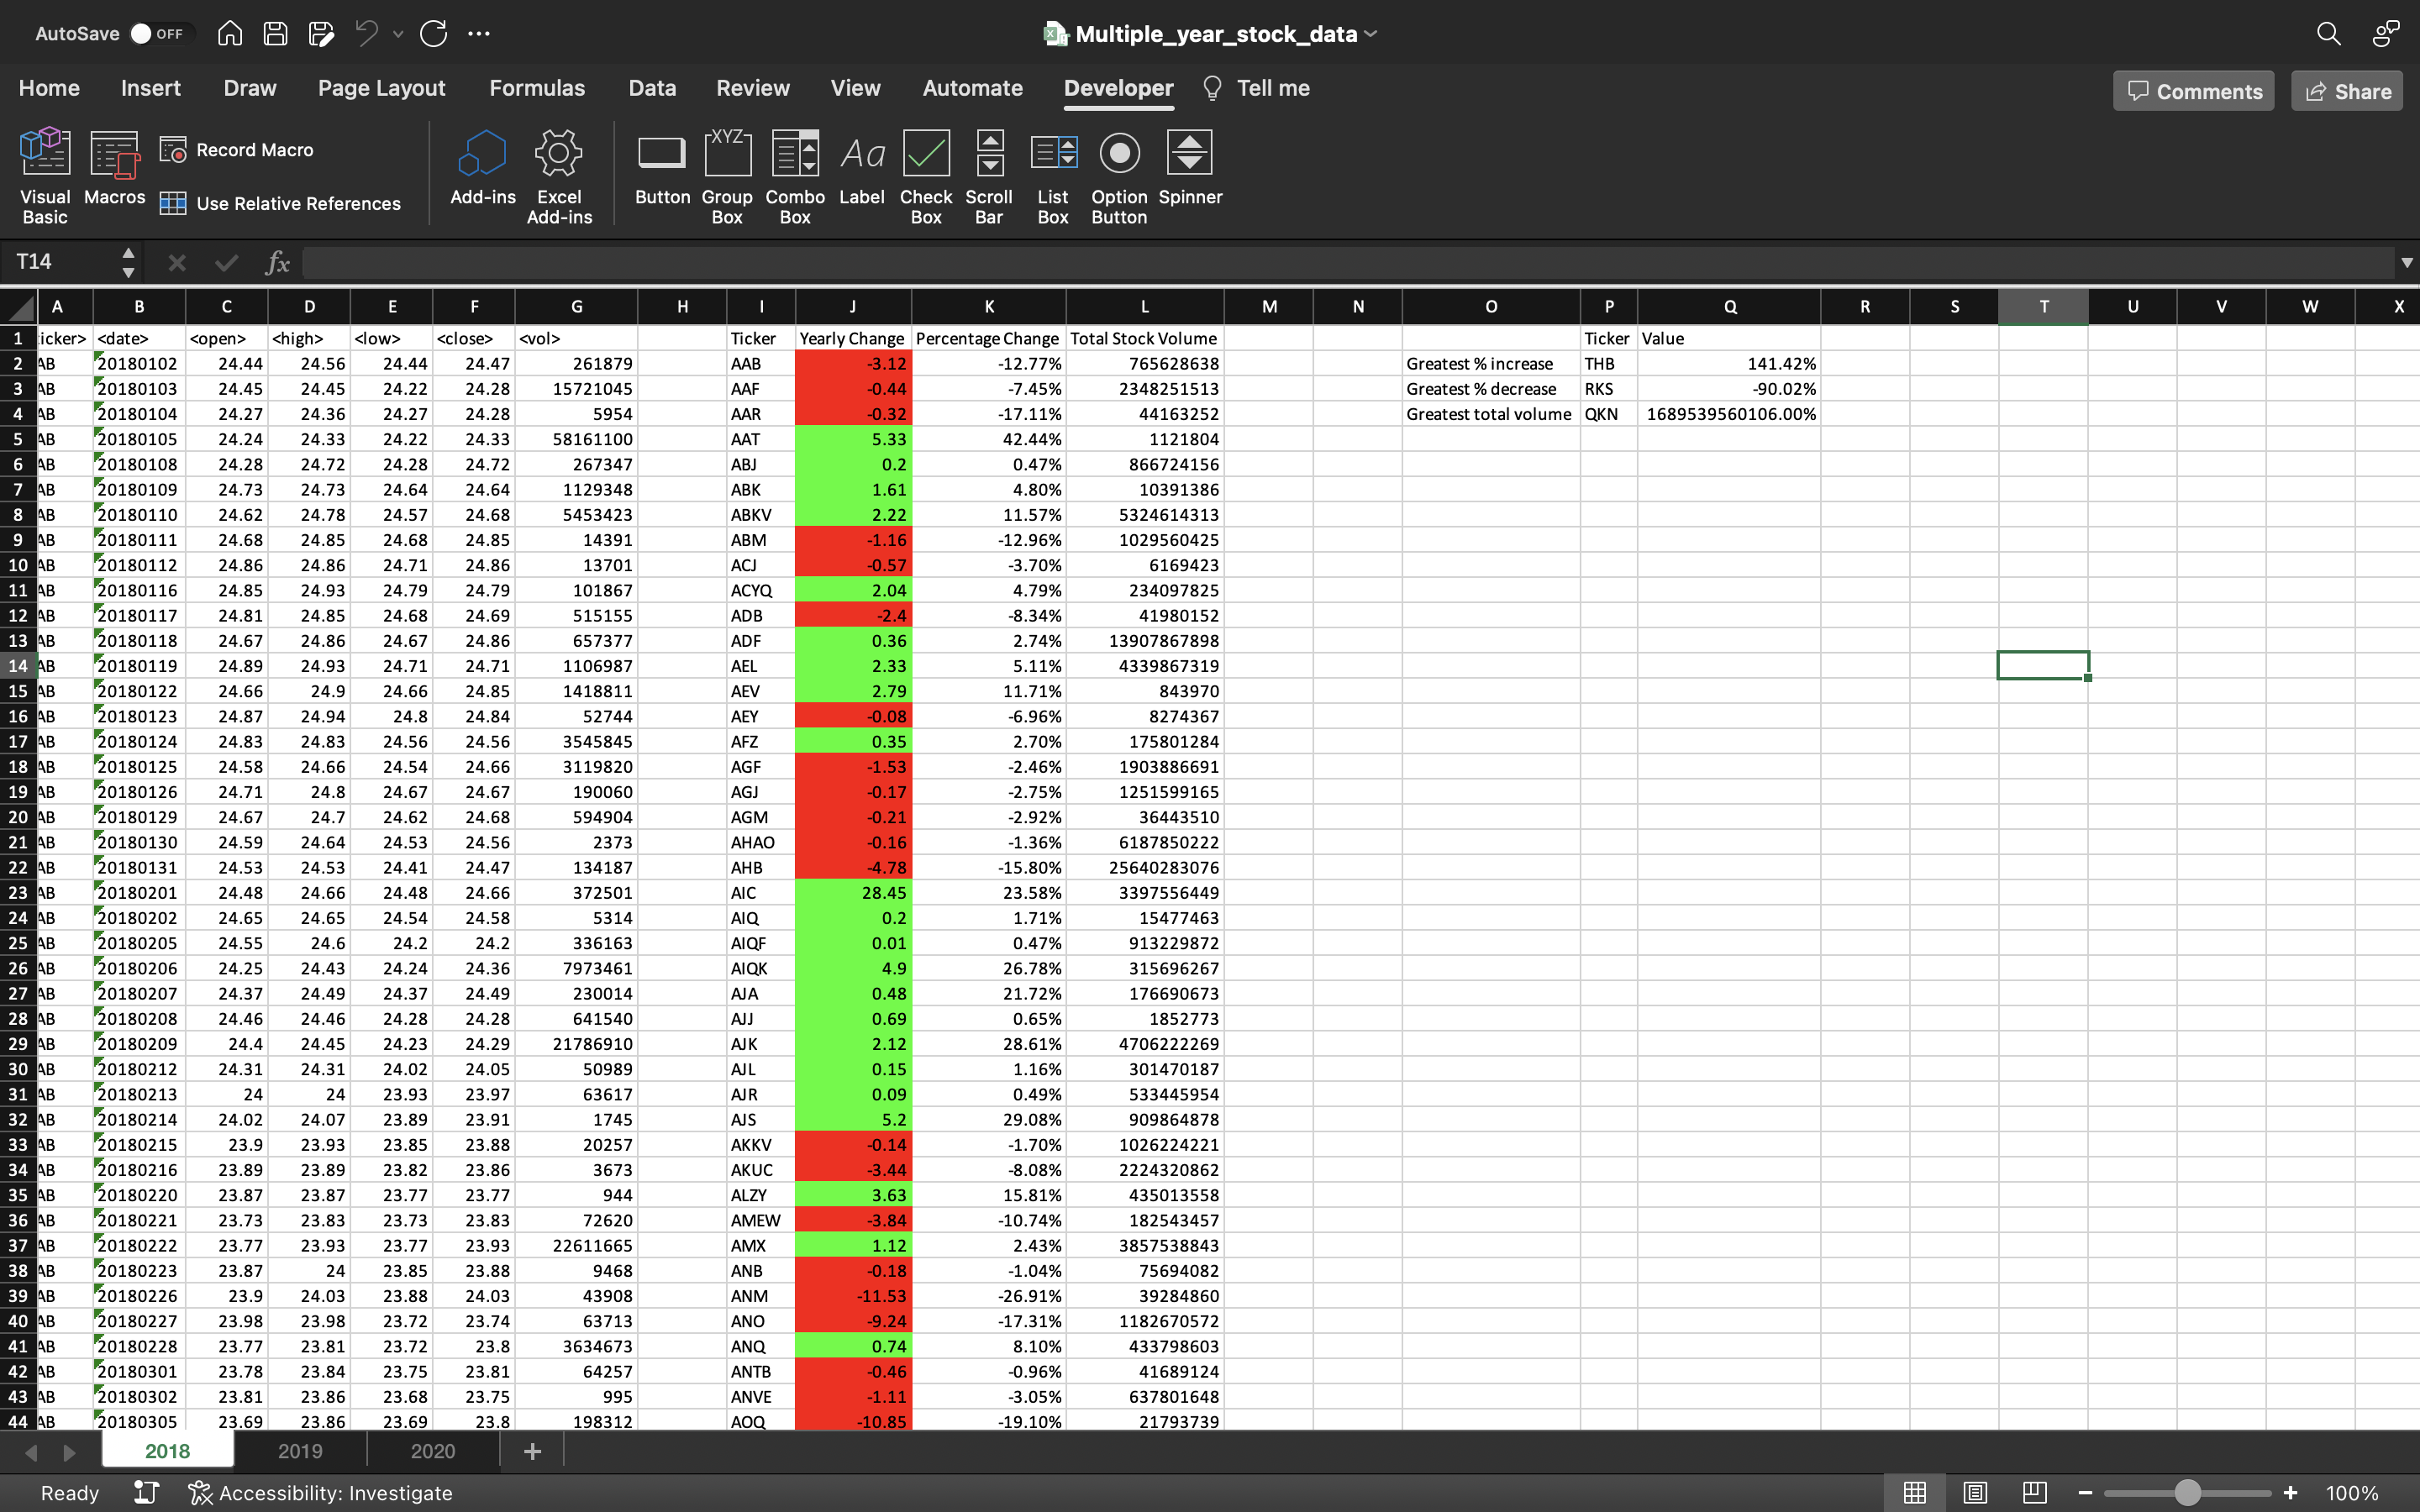 AutoSave OFF Multiple_year_stock_data
Home Insert Draw Page Layout Formulas Data Review View Automate Developer Tell me Comments Share
Visual Basic Macros Record Macro Use Relative References Add-ins Excel Add-ins Button Group Box Combo Box Label Check Box Scroll Bar List Box Option Button Spinner
T14 fx
A B C D E F G H I J K L M N O P Q R S T U V W X
1 icker> <date> <open> <high> <low> <close> <vol> Ticker Yearly Change Percentage Change Total Stock Volume Ticker Value
2 AB 20180102 24.44 24.56 24.44 24.47 261879 AAB -3.12 -12.77% 765628638 Greatest % increase THB 141.42%
3 AB 20180103 24.45 24.45 24.22 24.28 15721045 AAF -0.44 -7.45% 2348251513 Greatest % decrease RKS -90.02%
4 AB 20180104 24.27 24.36 24.27 24.28 5954 AAR -0.32 -17.11% 44163252 Greatest total volume QKN 1689539560106.00%
5 AB 20180105 24.24 24.33 24.22 24.33 58161100 AAT 5.33 42.44% 1121804
6 AB 20180108 24.28 24.72 24.28 24.72 267347 ABJ 0.2 0.47% 866724156
7 AB 20180109 24.73 24.73 24.64 24.64 1129348 ABK 1.61 4.80% 10391386
8 AB 20180110 24.62 24.78 24.57 24.68 5453423 ABKV 2.22 11.57% 5324614313
9 AB 20180111 24.68 24.85 24.68 24.85 14391 ABM -1.16 -12.96% 1029560425
10 AB 20180112 24.86 24.86 24.71 24.86 13701 ACJ -0.57 -3.70% 6169423
11 AB 20180116 24.85 24.93 24.79 24.79 101867 ACYQ 2.04 4.79% 234097825
12 AB 20180117 24.81 24.85 24.68 24.69 515155 ADB -2.4 -8.34% 41980152
13 AB 20180118 24.67 24.86 24.67 24.86 657377 ADF 0.36 2.74% 13907867898
14 AB 20180119 24.89 24.93 24.71 24.71 1106987 AEL 2.33 5.11% 4339867319
15 AB 20180122 24.66 24.9 24.66 24.85 1418811 AEV 2.79 11.71% 843970
16 AB 20180123 24.87 24.94 24.8 24.84 52744 AEY -0.08 -6.96% 8274367
17 AB 20180124 24.83 24.83 24.56 24.56 3545845 AFZ 0.35 2.70% 175801284
18 AB 20180125 24.58 24.66 24.54 24.66 3119820 AGF -1.53 -2.46% 1903886691
19 AB 20180126 24.71 24.8 24.67 24.67 190060 AGJ -0.17 -2.75% 1251599165
20 AB 20180129 24.67 24.7 24.62 24.68 594904 AGM -0.21 -2.92% 36443510
21 AB 20180130 24.59 24.64 24.53 24.56 2373 AHAO -0.16 -1.36% 6187850222
22 AB 20180131 24.53 24.53 24.41 24.47 134187 AHB -4.78 -15.80% 25640283076
23 AB 20180201 24.48 24.66 24.48 24.66 372501 AIC 28.45 23.58% 3397556449
24 AB 20180202 24.65 24.65 24.54 24.58 5314 AIQ 0.2 1.71% 15477463
25 AB 20180205 24.55 24.6 24.2 24.2 336163 AIQF 0.01 0.47% 913229872
26 AB 20180206 24.25 24.43 24.24 24.36 7973461 AIQK 4.9 26.78% 315696267
27 AB 20180207 24.37 24.49 24.37 24.49 230014 AJA 0.48 21.72% 176690673
28 AB 20180208 24.46 24.46 24.28 24.28 641540 AJJ 0.69 0.65% 1852773
29 AB 20180209 24.4 24.45 24.23 24.29 21786910 AJK 2.12 28.61% 4706222269
30 AB 20180212 24.31 24.31 24.02 24.05 50989 AJL 0.15 1.16% 301470187
31 AB 20180213 24 24 23.93 23.97 63617 AJR 0.09 0.49% 533445954
32 AB 20180214 24.02 24.07 23.89 23.91 1745 AJS 5.2 29.08% 909864878
33 AB 20180215 23.9 23.93 23.85 23.88 20257 AKKV -0.14 -1.70% 1026224221
34 AB 20180216 23.89 23.89 23.82 23.86 3673 AKUC -3.44 -8.08% 2224320862
35 AB 20180220 23.87 23.87 23.77 23.77 944 ALZY 3.63 15.81% 435013558
36 AB 20180221 23.73 23.83 23.73 23.83 72620 AMEW -3.84 -10.74% 182543457
37 AB 20180222 23.77 23.93 23.77 23.93 22611665 AMX 1.12 2.43% 3857538843
38 AB 20180223 23.87 24 23.85 23.88 9468 ANB -0.18 -1.04% 75694082
39 AB 20180226 23.9 24.03 23.88 24.03 43908 ANM -11.53 -26.91% 39284860
40 AB 20180227 23.98 23.98 23.72 23.74 63713 ANO -9.24 -17.31% 1182670572
41 AB 20180228 23.77 23.81 23.72 23.8 3634673 ANQ 0.74 8.10% 433798603
42 AB 20180301 23.78 23.84 23.75 23.81 64257 ANTB -0.46 -0.96% 41689124
43 AB 20180302 23.81 23.86 23.68 23.75 995 ANVE -1.11 -3.05% 637801648
44 AB 20180305 23.69 23.86 23.69 23.8 198312 AOQ -10.85 -19.10% 21793739
2018 2019 2020 +
Ready Accessibility: Investigate 100%